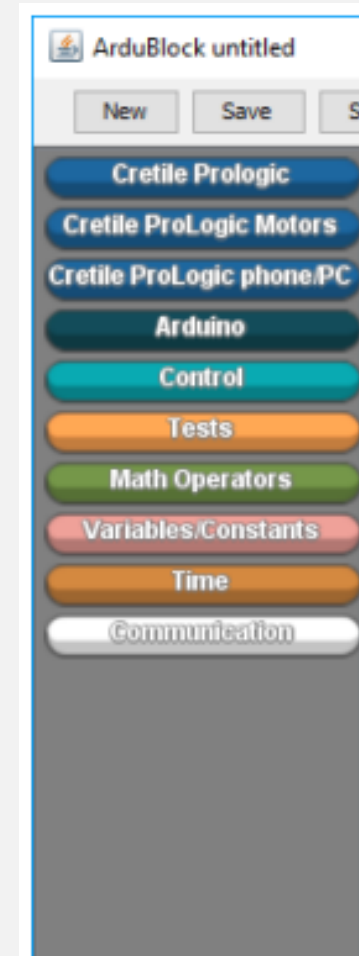 ArduBlock untitled
New Save S
Cretile Prologic
Cretile ProLogic Motors
Cretile ProLogic phone/PC
Arduino
Control
Tests
Math Operators
Variables/Constants
Time
Communication